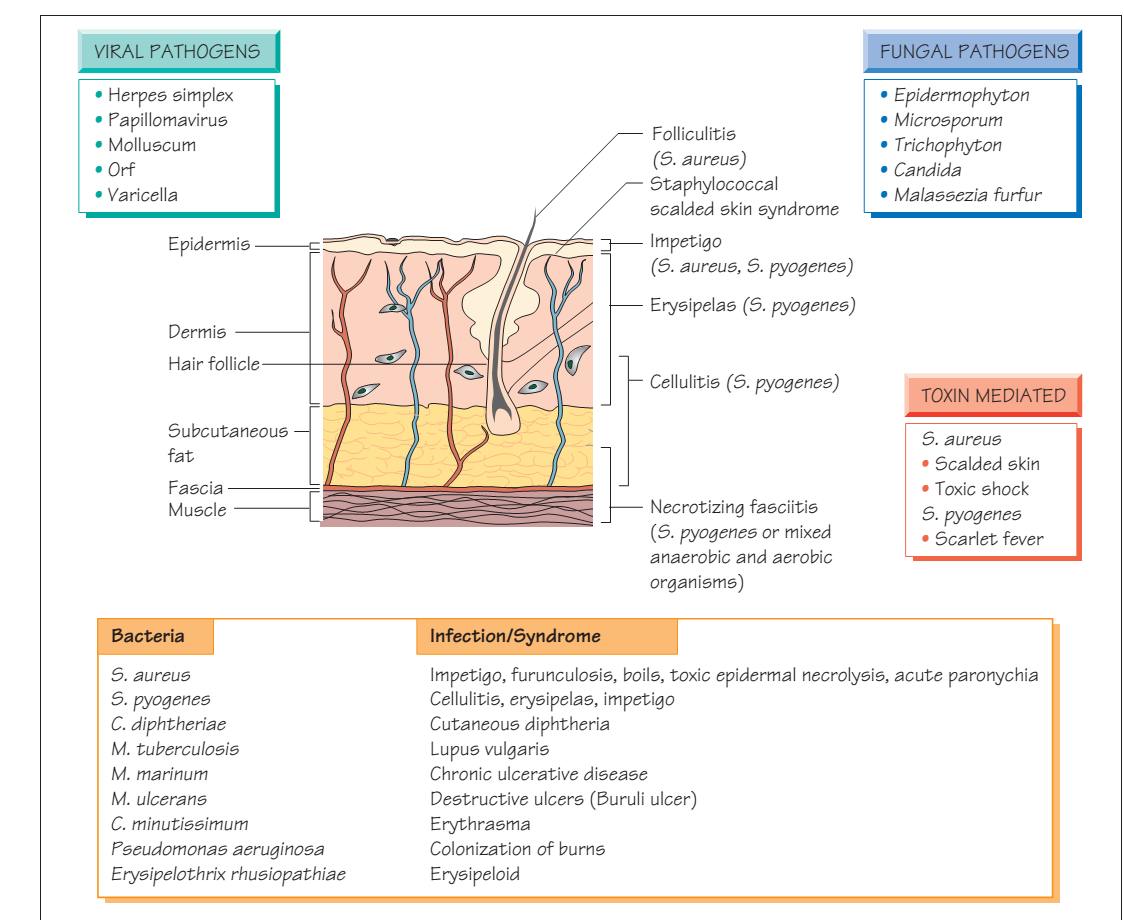 VIRAL PATHOGENS
• Herpes simplex
• Papillomavirus
• Molluscum
• Orf
• Varicella
FUNGAL PATHOGENS
• Epidermophyton
• Microsporum
• Trichophyton
• Candida
• Malassezia furfur
Folliculitis
(S. aureus)
Staphylococcal
scalded skin syndrome
Impetigo
(S. aureus, S. pyogenes)
Erysipelas (S. pyogenes)
Cellulitis (S. pyogenes)
Necrotizing fasciitis
(S. pyogenes or mixed
anaerobic and aerobic
organisms)
Epidermis
Dermis
Hair follicle
Subcutaneous
fat
Fascia
Muscle
TOXIN MEDIATED
S. aureus
• Scalded skin
• Toxic shock
S. pyogenes
• Scarlet fever
Bacteria Infection/Syndrome
S. aureus Impetigo, furunculosis, boils, toxic epidermal necrolysis, acute paronychia
S. pyogenes Cellulitis, erysipelas, impetigo
C. diphtheriae Cutaneous diphtheria
M. tuberculosis Lupus vulgaris
M. marinum Chronic ulcerative disease
M. ulcerans Destructive ulcers (Buruli ulcer)
C. minutissimum Erythrasma
Pseudomonas aeruginosa Colonization of burns
Erysipelothrix rhusiopathiae Erysipeloid